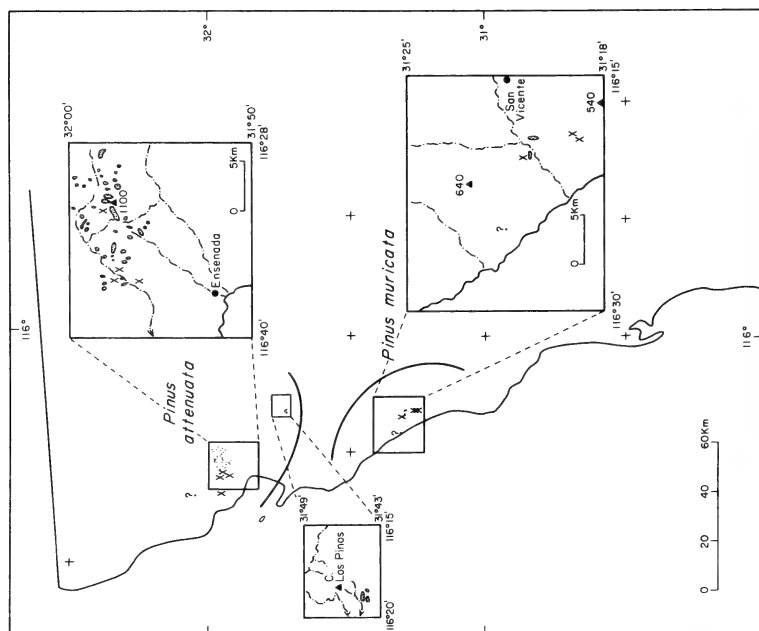 32°
31°
116°
116°
32°00'
31°50'
116°28'
116°40'
5Km
0
1100
X
X
X
X
Ensenada
Pinus
attenuata
?
X
X
X
X
31°25'
31°18'
116°15'
116°30'
San
Vicente
540
640
?
X
X
X
5Km
0
Pinus muricata
?
X
31°49'
31°43'
116°15'
116°20'
C.
Los Pinos
60Km
40
20
0